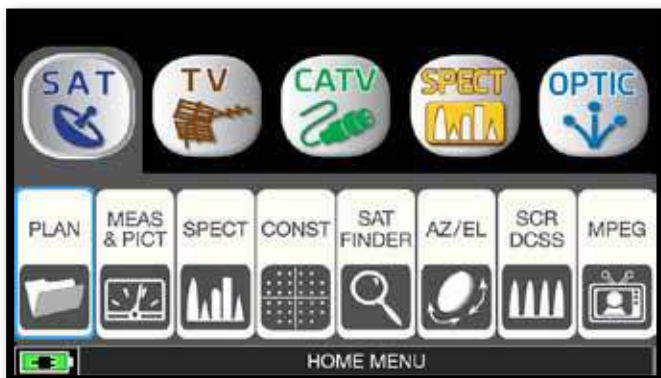 SAT
TV
CATV
SPECT
OPTIC
PLAN
MEAS
& PICT
SPECT
CONST
SAT
FINDER
AZ/EL
SCR
DCSS
MPEG
HOME MENU